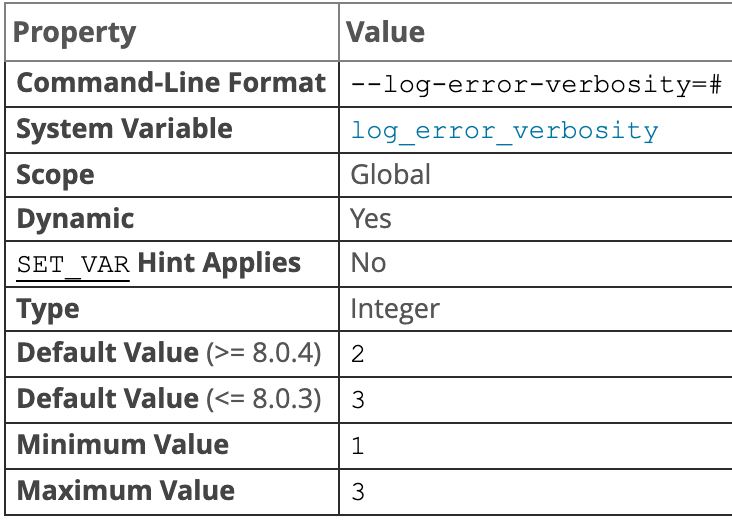 Property Value
Command-Line Format --log-error-verbosity=#
System Variable log_error_verbosity
Scope Global
Dynamic Yes
SET_VAR Hint Applies No
Type Integer
Default Value (>= 8.0.4) 2
Default Value (<= 8.0.3) 3
Minimum Value 1
Maximum Value 3